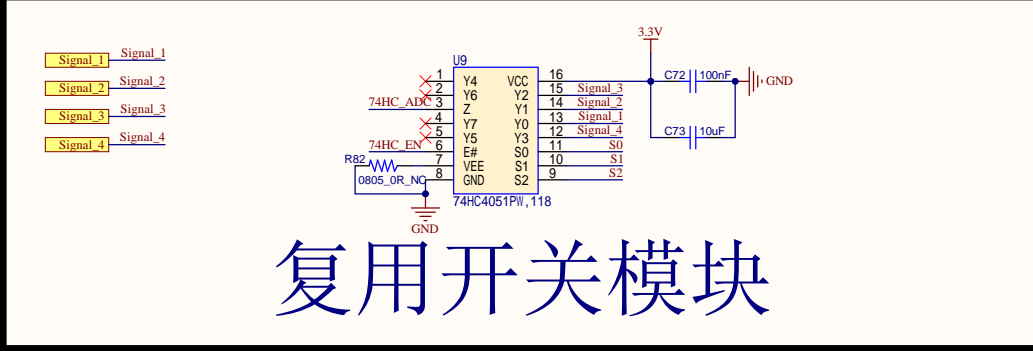 Signal_1 Signal_1
Signal_2 Signal_2
Signal_3 Signal_3
Signal_4 Signal_4
3.3V
U9
1 Y4 VCC 16
2 Y6 Y2 15 Signal_3
74HC_ADC 3 Z Y1 14 Signal_2
4 Y7 Y0 13 Signal_1
5 Y5 Y3 12 Signal_4
74HC_EN 6 E# S0 11 S0
7 VEE S1 10 S1
8 GND S2 9 S2
74HC4051PW,118
R82
0805_0R_NC
GND
C72 100nF
GND
C73 10uF
复用开关模块